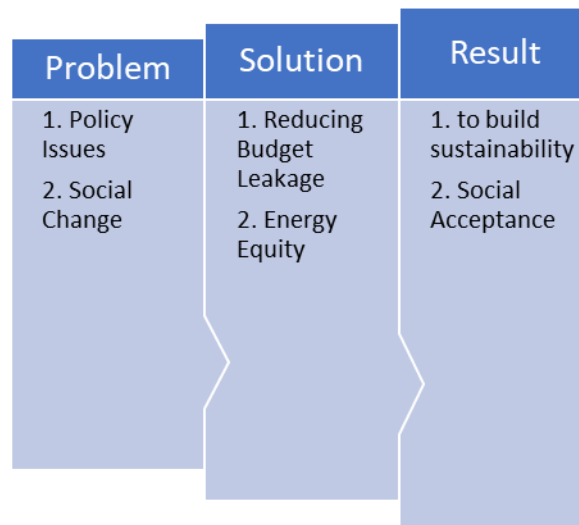 Problem
1. Policy
Issues
2. Social
Change
Solution
1. Reducing
Budget
Leakage
2. Energy
Equity
Result
1. to build
sustainability
2. Social
Acceptance